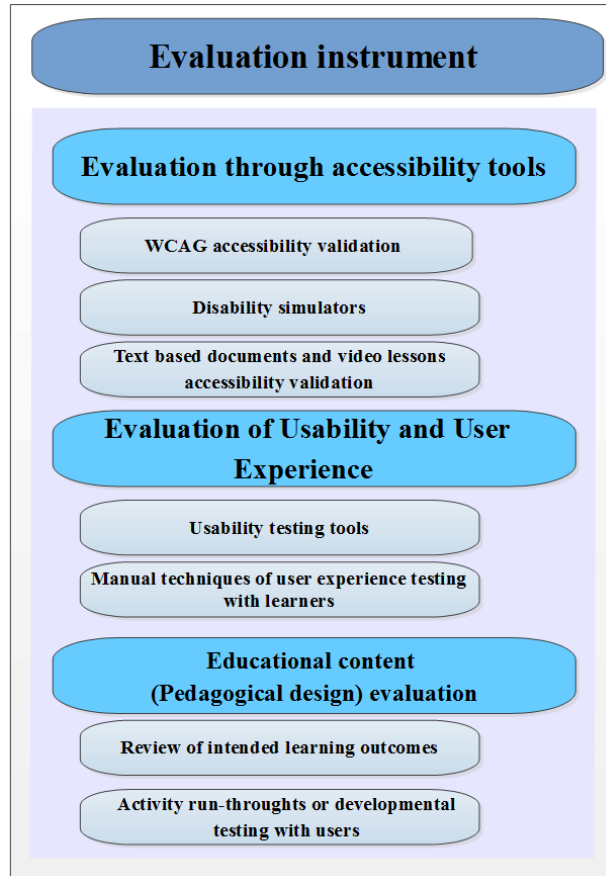 Evaluation instrument
Evaluation through accessibility tools
WCAG accessibility validation
Disability simulators
Text based documents and video lessons
accessibility validation
Evaluation of Usability and User
Experience
Usability testing tools
Manual techniques of user experience testing
with learners
Educational content
(Pedagogical design) evaluation
Review of intended learning outcomes
Activity run-throughts or developmental
testing with users